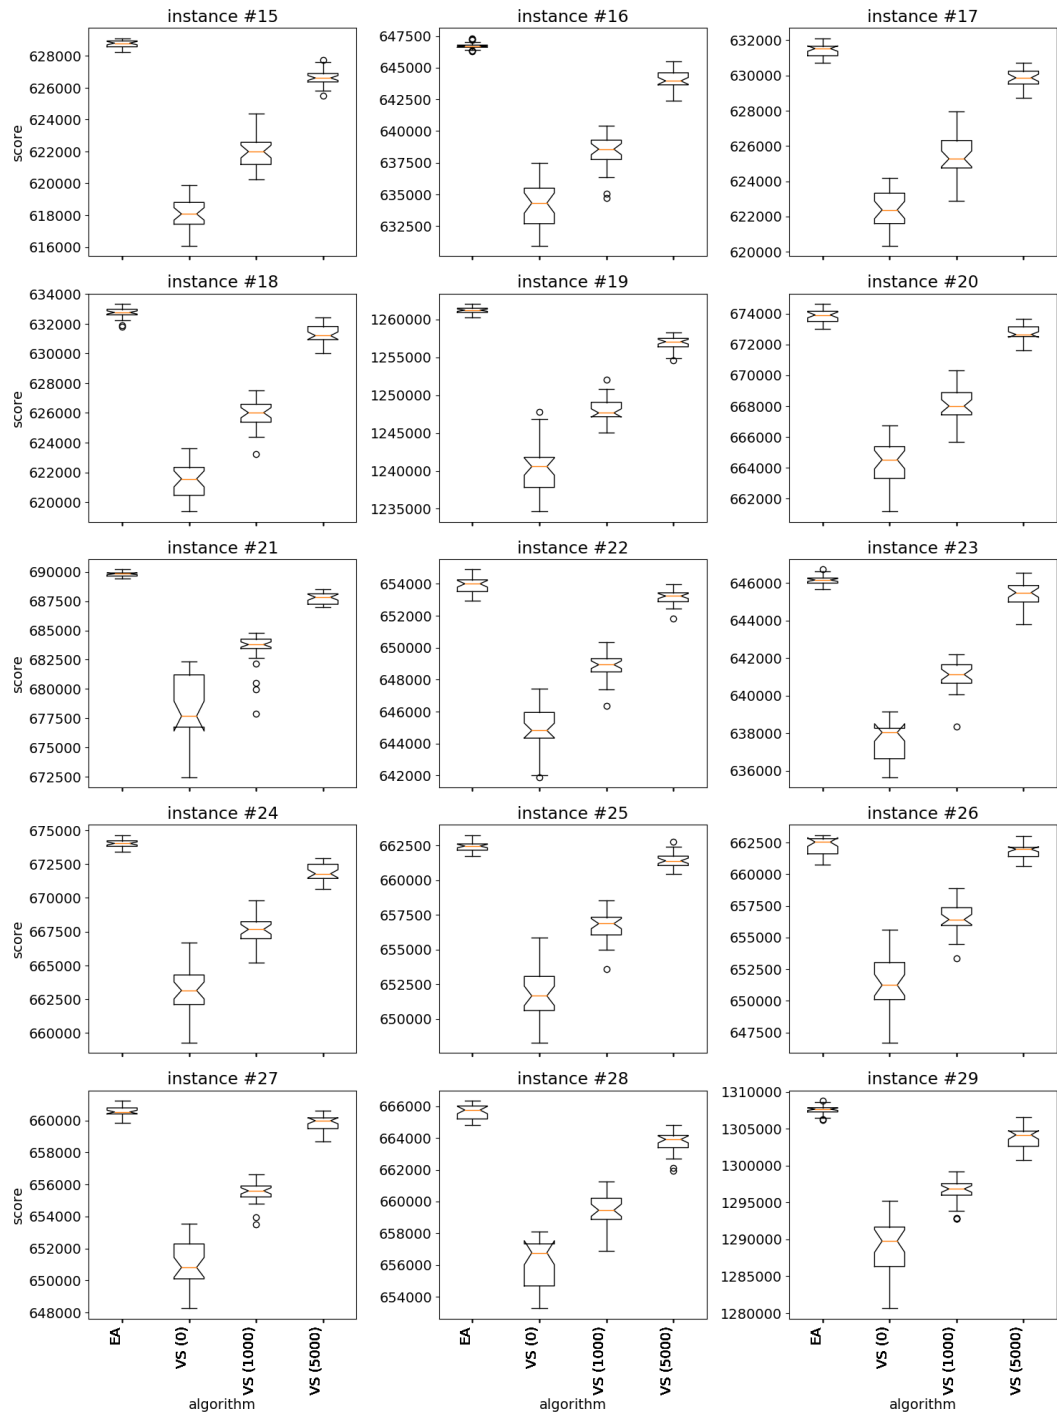 instance #15
instance #16
instance #17
score
628000
626000
624000
622000
620000
618000
616000
647500
645000
642500
640000
637500
635000
632500
632000
630000
628000
626000
624000
622000
620000
instance #18
instance #19
instance #20
score
634000
632000
630000
628000
626000
624000
622000
620000
1260000
1255000
1250000
1245000
1240000
1235000
674000
672000
670000
668000
666000
664000
662000
instance #21
instance #22
instance #23
score
690000
687500
685000
682500
680000
677500
675000
672500
654000
652000
650000
648000
646000
644000
642000
646000
644000
642000
640000
638000
636000
instance #24
instance #25
instance #26
score
675000
672500
670000
667500
665000
662500
660000
662500
660000
657500
655000
652500
650000
662500
660000
657500
655000
652500
650000
647500
instance #27
instance #28
instance #29
score
660000
658000
656000
654000
652000
650000
648000
666000
664000
662000
660000
658000
656000
654000
1310000
1305000
1300000
1295000
1290000
1285000
1280000
EA
VS (0)
VS (1000)
VS (5000)
EA
VS (0)
VS (1000)
VS (5000)
EA
VS (0)
VS (1000)
VS (5000)
algorithm
algorithm
algorithm